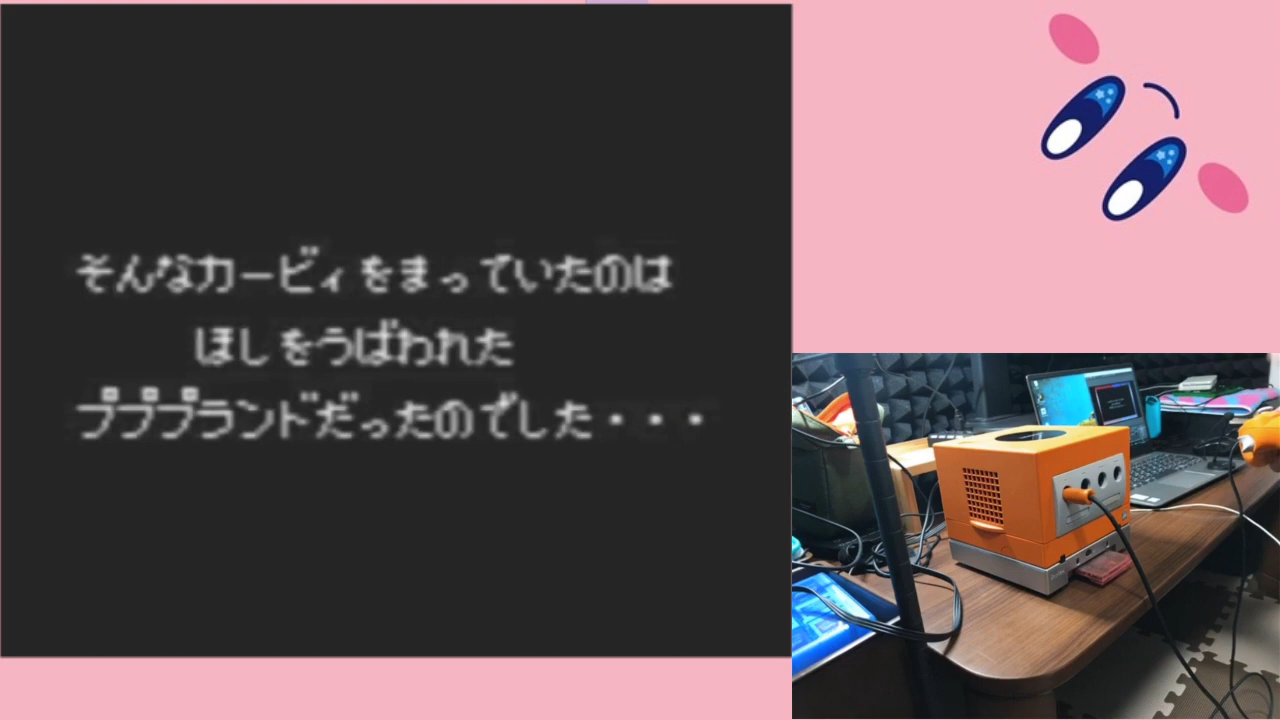 そんなカービィをまっていたのは
ほしをうばわれた
プププランドだったのでした・・・